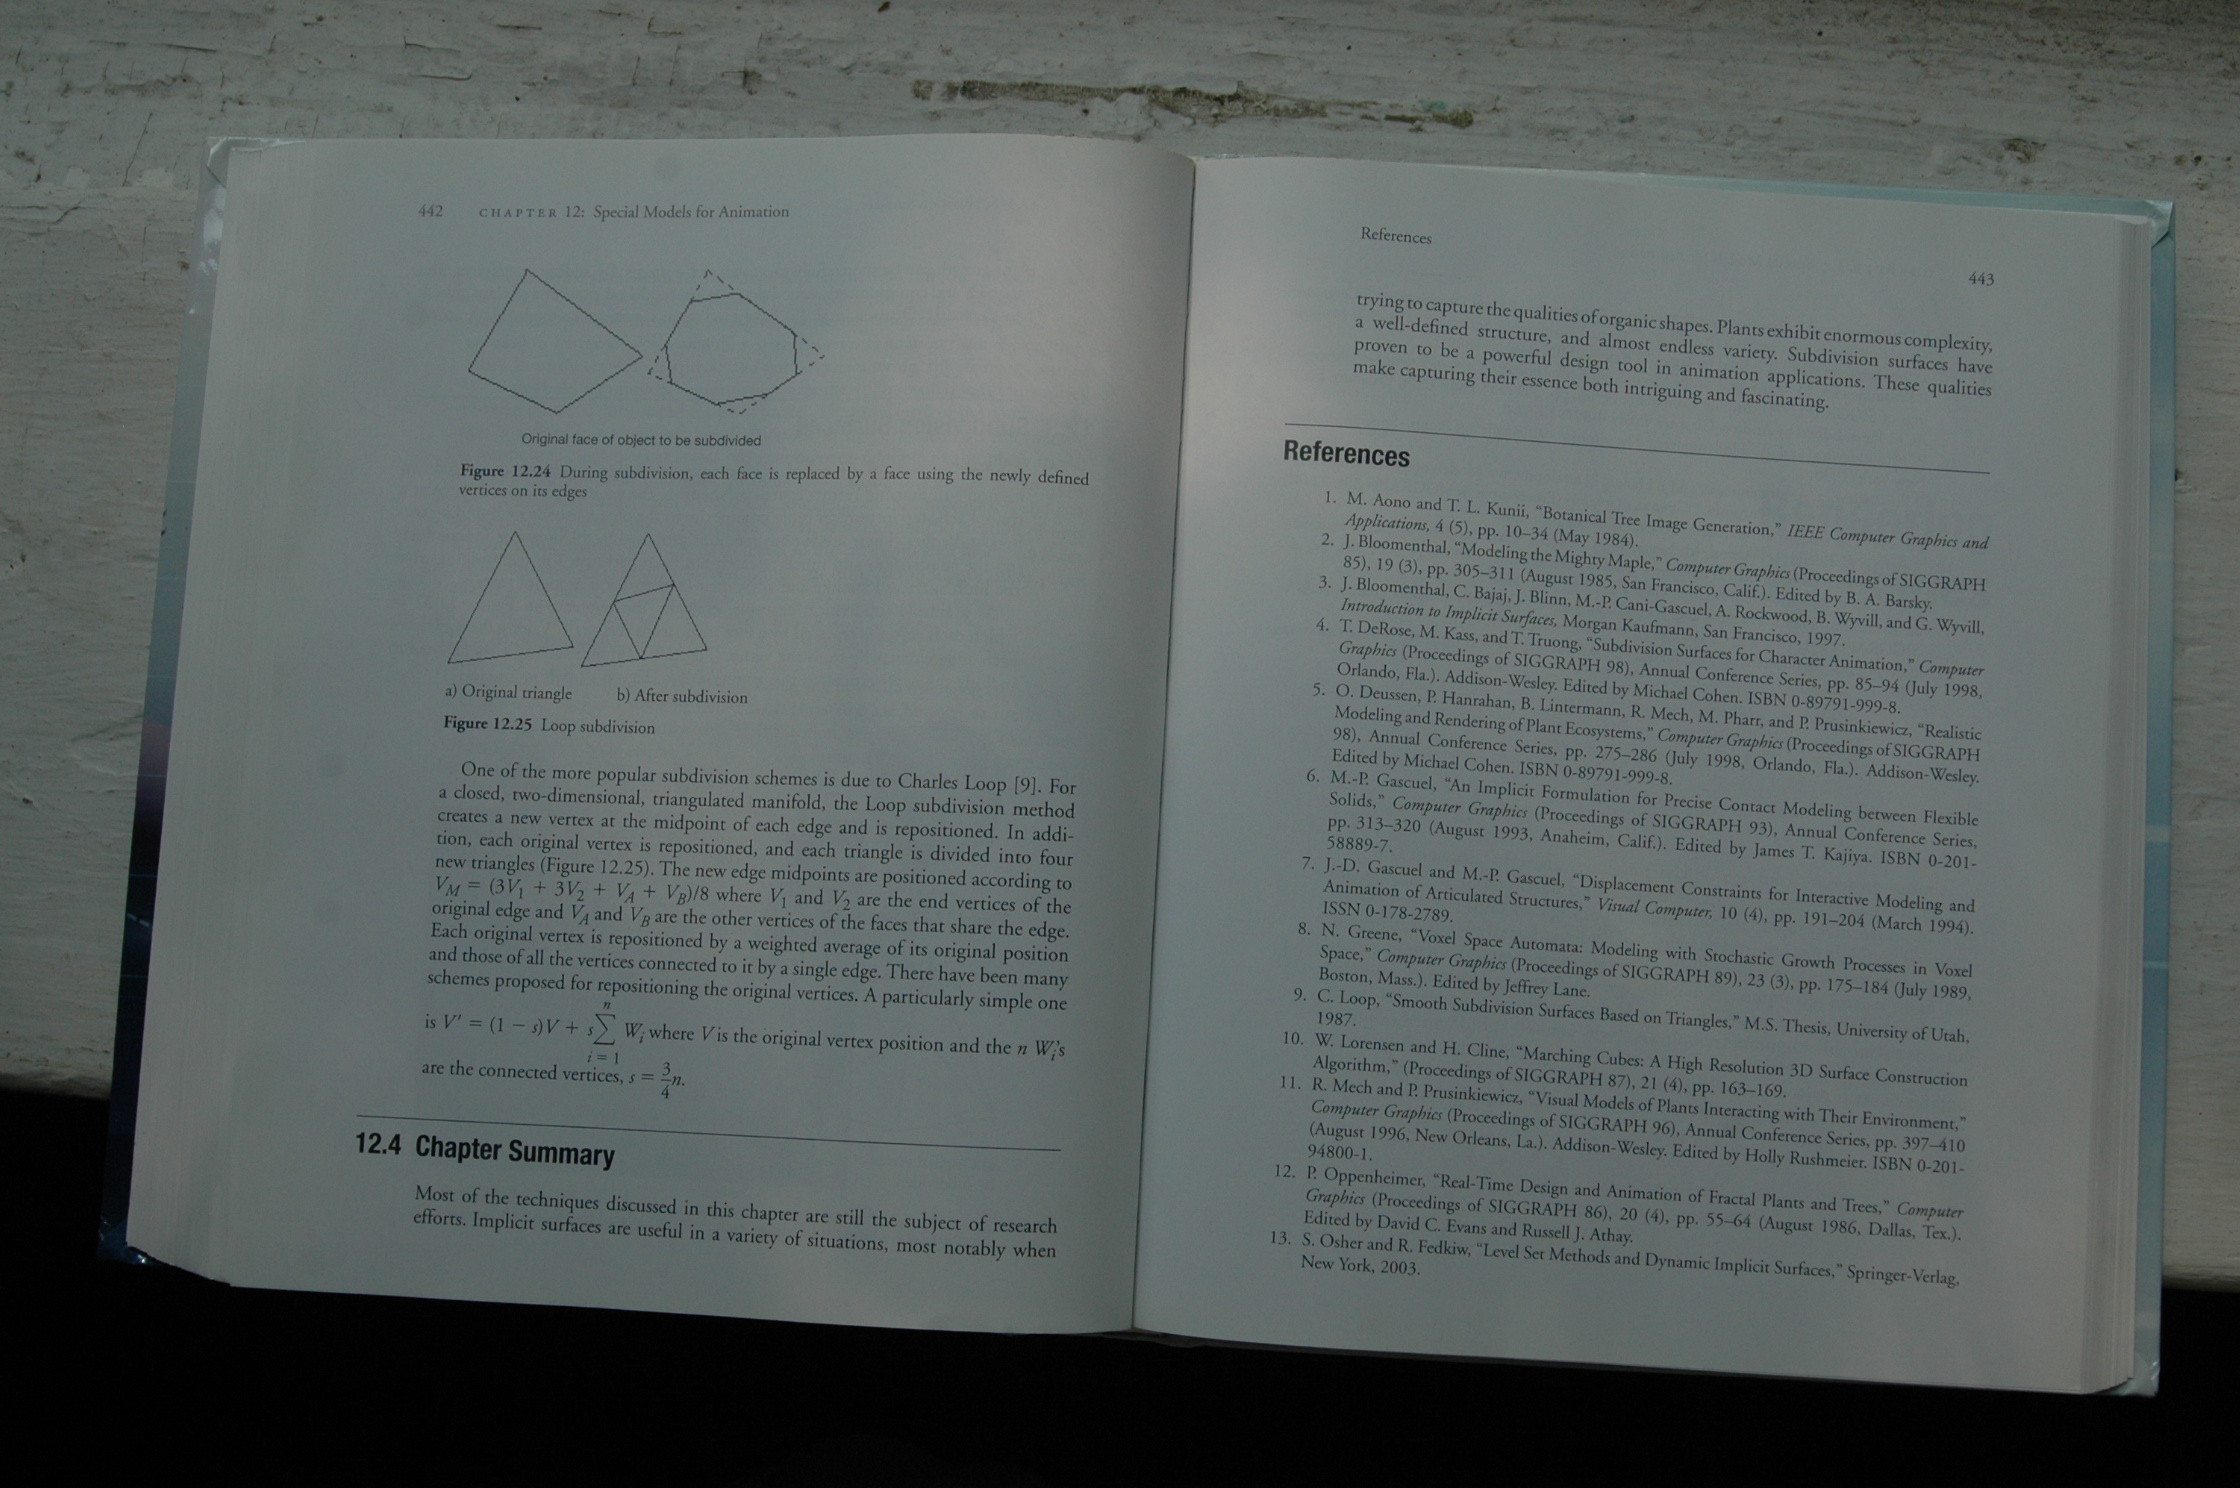 442 CHAPTER 12: Special Models for Animation
Original face of object to be subdivided
Figure 12.24 During subdivision, each face is replaced by a face using the newly defined
vertices on its edges
a) Original triangle b) After subdivision
Figure 12.25 Loop subdivision
One of the more popular subdivision schemes is due to Charles Loop [9]. For
a closed, two-dimensional, triangulated manifold, the Loop subdivision method
creates a new vertex at the midpoint of each edge and is repositioned. In addi-
tion, each original vertex is repositioned, and each triangle is divided into four
new triangles (Figure 12.25). The new edge midpoints are positioned according to
V_M = (3V_1 + 3V_2 + V_A + V_B)/8 where V_1 and V_2 are the end vertices of the
original edge and V_A and V_B are the other vertices of the faces that share the edge.
Each original vertex is repositioned by a weighted average of its original position
and those of all the vertices connected to it by a single edge. There have been many
schemes proposed for repositioning the original vertices. A particularly simple one
n
is V' = (1 − s)V + s∑ W_i where V is the original vertex position and the n W_i's
i = 1
are the connected vertices, s = 3/4 n.
12.4 Chapter Summary
Most of the techniques discussed in this chapter are still the subject of research
efforts. Implicit surfaces are useful in a variety of situations, most notably when
References
443
trying to capture the qualities of organic shapes. Plants exhibit enormous complexity,
a well-defined structure, and almost endless variety. Subdivision surfaces have
proven to be a powerful design tool in animation applications. These qualities
make capturing their essence both intriguing and fascinating.
References
1. M. Aono and T. L. Kunii, "Botanical Tree Image Generation," IEEE Computer Graphics and
Applications, 4 (5), pp. 10–34 (May 1984).
2. J. Bloomenthal, "Modeling the Mighty Maple," Computer Graphics (Proceedings of SIGGRAPH
85), 19 (3), pp. 305–311 (August 1985, San Francisco, Calif.). Edited by B. A. Barsky.
3. J. Bloomenthal, C. Bajaj, J. Blinn, M.-P. Cani-Gascuel, A. Rockwood, B. Wyvill, and G. Wyvill,
Introduction to Implicit Surfaces, Morgan Kaufmann, San Francisco, 1997.
4. T. DeRose, M. Kass, and T. Truong, "Subdivision Surfaces for Character Animation," Computer
Graphics (Proceedings of SIGGRAPH 98), Annual Conference Series, pp. 85–94 (July 1998,
Orlando, Fla.). Addison-Wesley. Edited by Michael Cohen. ISBN 0-89791-999-8.
5. O. Deussen, P. Hanrahan, B. Lintermann, R. Mech, M. Pharr, and P. Prusinkiewicz, "Realistic
Modeling and Rendering of Plant Ecosystems," Computer Graphics (Proceedings of SIGGRAPH
98), Annual Conference Series, pp. 275–286 (July 1998, Orlando, Fla.). Addison-Wesley.
Edited by Michael Cohen. ISBN 0-89791-999-8.
6. M.-P. Gascuel, "An Implicit Formulation for Precise Contact Modeling between Flexible
Solids," Computer Graphics (Proceedings of SIGGRAPH 93), Annual Conference Series,
pp. 313–320 (August 1993, Anaheim, Calif.). Edited by James T. Kajiya. ISBN 0-201-
58889-7.
7. J.-D. Gascuel and M.-P. Gascuel, "Displacement Constraints for Interactive Modeling and
Animation of Articulated Structures," Visual Computer, 10 (4), pp. 191–204 (March 1994).
ISSN 0-178-2789.
8. N. Greene, "Voxel Space Automata: Modeling with Stochastic Growth Processes in Voxel
Space," Computer Graphics (Proceedings of SIGGRAPH 89), 23 (3), pp. 175–184 (July 1989,
Boston, Mass.). Edited by Jeffrey Lane.
9. C. Loop, "Smooth Subdivision Surfaces Based on Triangles," M.S. Thesis, University of Utah,
1987.
10. W. Lorensen and H. Cline, "Marching Cubes: A High Resolution 3D Surface Construction
Algorithm," (Proceedings of SIGGRAPH 87), 21 (4), pp. 163–169.
11. R. Mech and P. Prusinkiewicz, "Visual Models of Plants Interacting with Their Environment,"
Computer Graphics (Proceedings of SIGGRAPH 96), Annual Conference Series, pp. 397–410
(August 1996, New Orleans, La.). Addison-Wesley. Edited by Holly Rushmeier. ISBN 0-201-
94800-1.
12. P. Oppenheimer, "Real-Time Design and Animation of Fractal Plants and Trees," Computer
Graphics (Proceedings of SIGGRAPH 86), 20 (4), pp. 55–64 (August 1986, Dallas, Tex.).
Edited by David C. Evans and Russell J. Athay.
13. S. Osher and R. Fedkiw, "Level Set Methods and Dynamic Implicit Surfaces," Springer-Verlag,
New York, 2003.